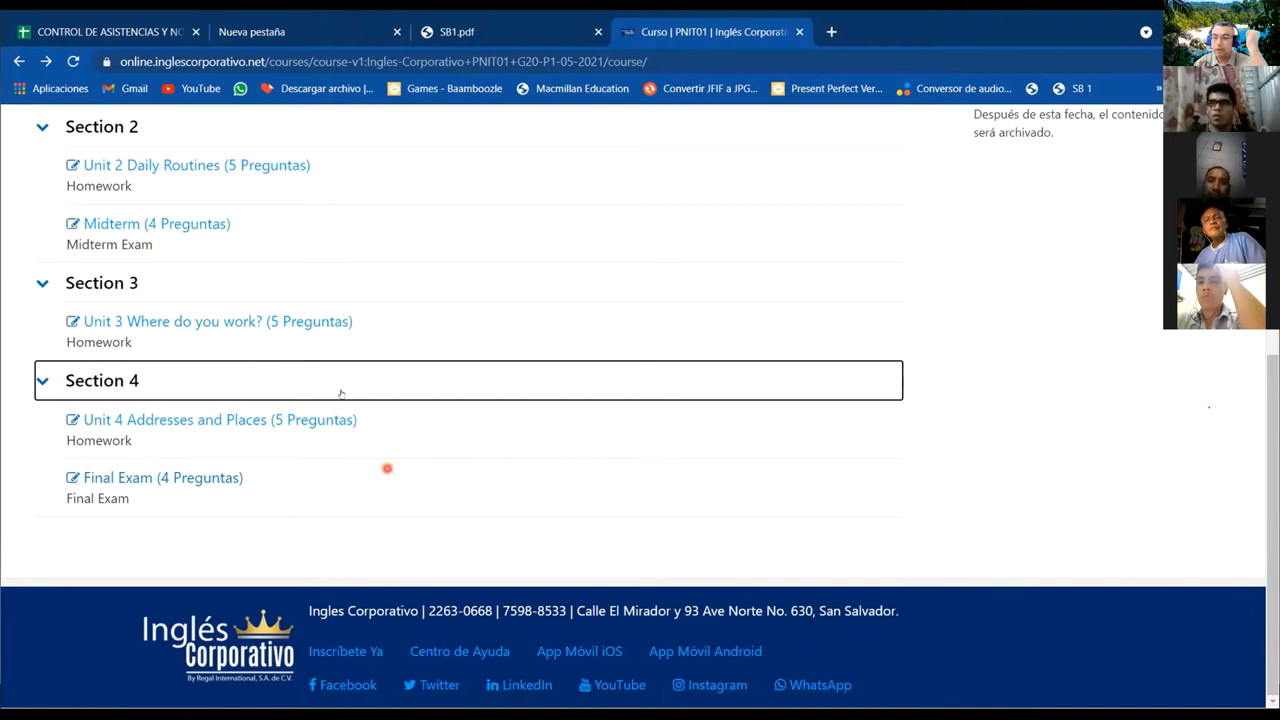 CONTROL DE ASISTENCIAS Y NO
Nueva pestaña
SB1.pdf
Curso | PNIT01 | Inglés Corporati
online.inglescorporativo.net/courses/course-v1:Ingles-Corporativo+PNIT01+G20-P1-05-2021/course/
Aplicaciones
Gmail
YouTube
Descargar archivo |...
Games - Baamboozle
Macmillan Education
Convertir JFIF a JPG...
Present Perfect Ver...
Conversor de audio...
SB 1
»
Section 2
Después de esta fecha, el contenido
será archivado.
Unit 2 Daily Routines (5 Preguntas)
Homework
Midterm (4 Preguntas)
Midterm Exam
Section 3
Unit 3 Where do you work? (5 Preguntas)
Homework
Section 4
Unit 4 Addresses and Places (5 Preguntas)
Homework
Final Exam (4 Preguntas)
Final Exam
Inglés
Corporativo
By Regal International, S.A. de C.V.
Ingles Corporativo | 2263-0668 | 7598-8533 | Calle El Mirador y 93 Ave Norte No. 630, San Salvador.
Inscríbete Ya
Centro de Ayuda
App Móvil iOS
App Móvil Android
Facebook
Twitter
LinkedIn
YouTube
Instagram
WhatsApp